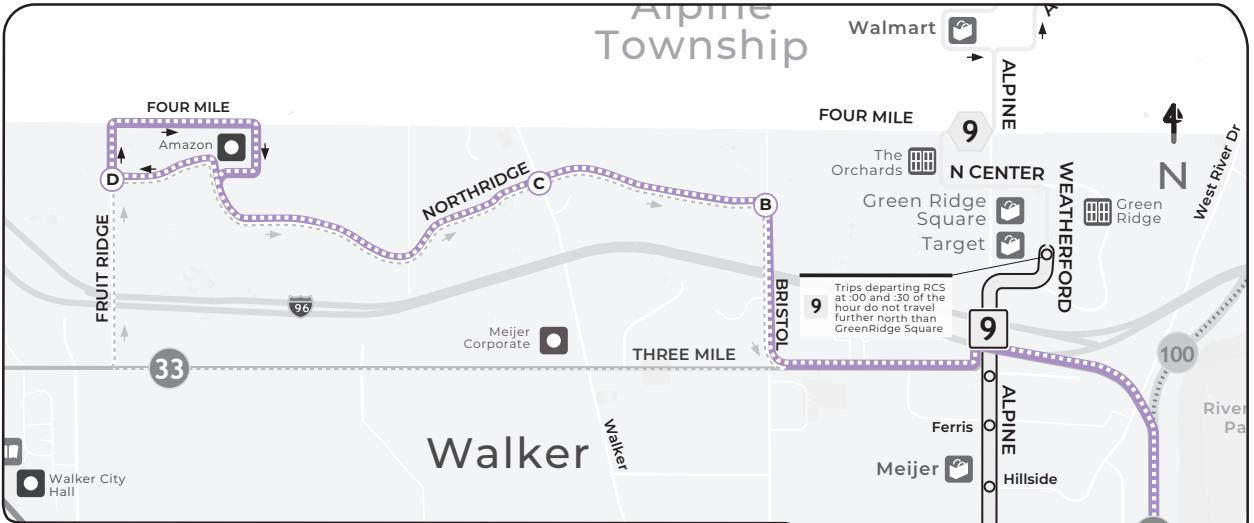 Alpine
Township
Walmart
ALPINE
FOUR MILE
FOUR MILE
9
Amazon
The
Orchards
N CENTER
WEATHERFORD
N
West River Dr
D
C
B
NORTHRIDGE
Green Ridge
Square
Green
Ridge
Target
FRUIT RIDGE
BRISTOL
96
9
Trips departing RCS
at :00 and :30 of the
hour do not travel
further north than
GreenRidge Square
9
Meijer
Corporate
THREE MILE
33
100
ALPINE
Walker
Walker
Ferris
Meijer
Hillside
Walker City
Hall
River
Pa